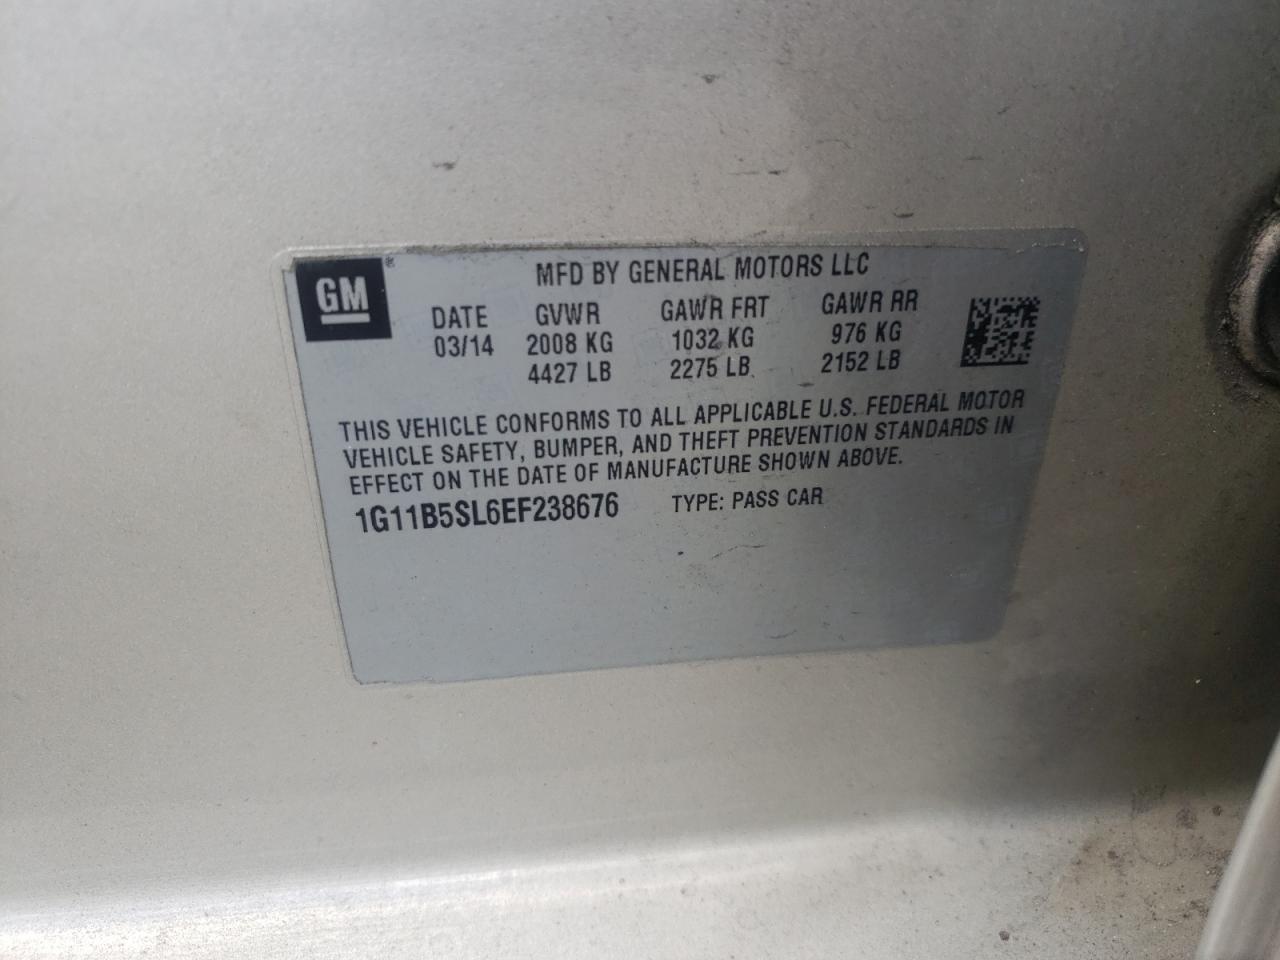 GM®
MFD BY GENERAL MOTORS LLC
DATE GVWR GAWR FRT GAWR RR
03/14 2008 KG 1032 KG 976 KG
4427 LB 2275 LB 2152 LB
THIS VEHICLE CONFORMS TO ALL APPLICABLE U.S. FEDERAL MOTOR
VEHICLE SAFETY, BUMPER, AND THEFT PREVENTION STANDARDS IN
EFFECT ON THE DATE OF MANUFACTURE SHOWN ABOVE.
1G11B5SL6EF238676 TYPE: PASS CAR